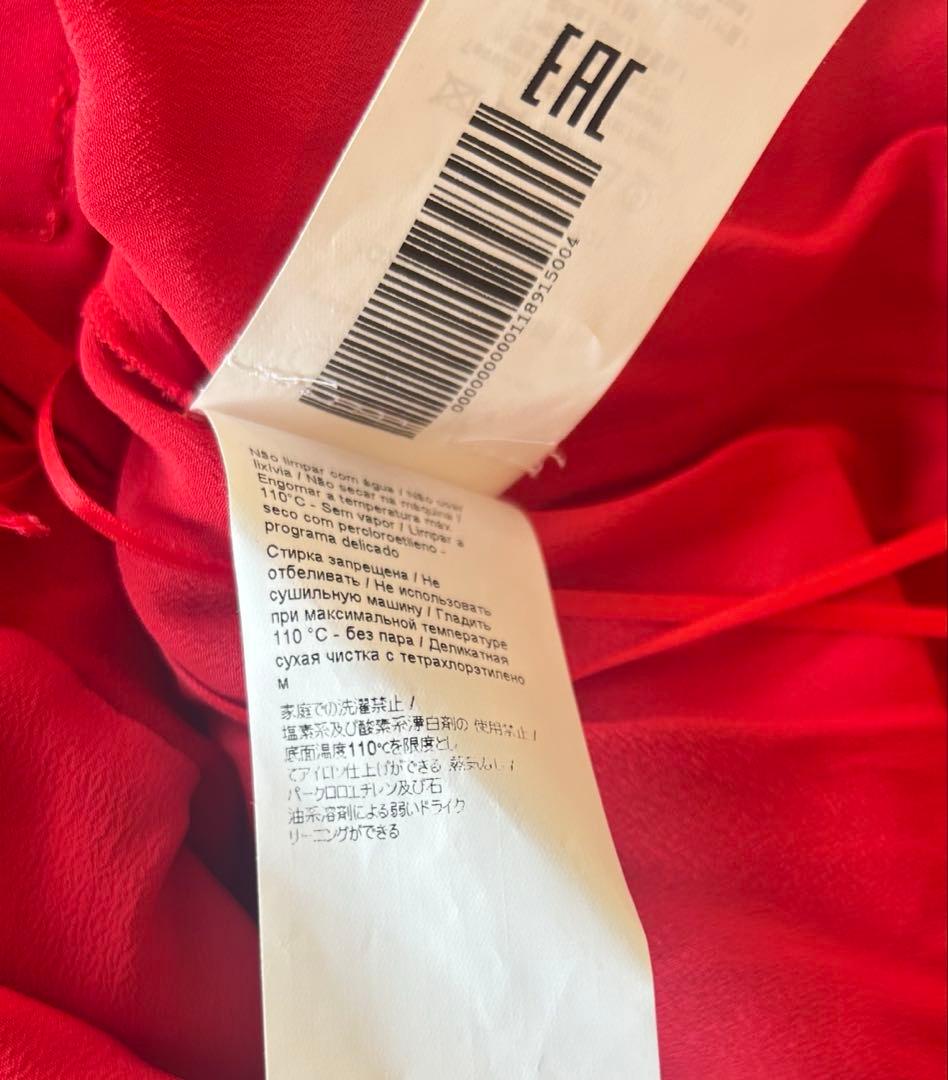 EAC
000000000118915004
Não limpar com água / Não usar
lixívia / Não secar na máquina /
Engomar a temperatura máx.
110°C - Sem vapor / Limpar a
seco com percloroetileno -
programa delicado
Стирка запрещена / Не
отбеливать / Не использовать
сушильную машину / Гладить
при максимальной температуре
110 °C - без пара / Деликатная
сухая чистка с тетрахлорэтилено
м
家庭での洗濯禁止 /
塩素系及び酸素系漂白剤の 使用禁止 /
底面温度110℃を限度とし
てアイロン仕上げができる 蒸気なし /
パークロロエチレン及び石
油系溶剤による弱いドライク
リーニングができる